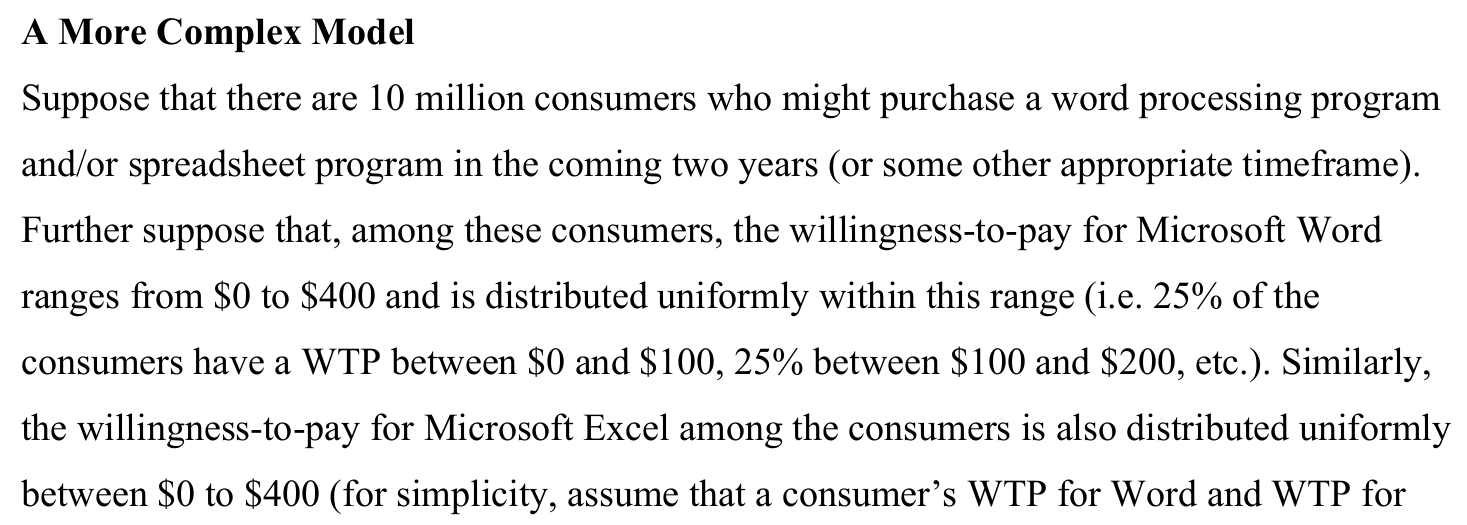 A More Complex Model
Suppose that there are 10 million consumers who might purchase a word processing program
and/or spreadsheet program in the coming two years (or some other appropriate timeframe).
Further suppose that, among these consumers, the willingness-to-pay for Microsoft Word
ranges from $0 to $400 and is distributed uniformly within this range (i.e. 25% of the
consumers have a WTP between $0 and $100, 25% between $100 and $200, etc.). Similarly,
the willingness-to-pay for Microsoft Excel among the consumers is also distributed uniformly
between $0 to $400 (for simplicity, assume that a consumer’s WTP for Word and WTP for